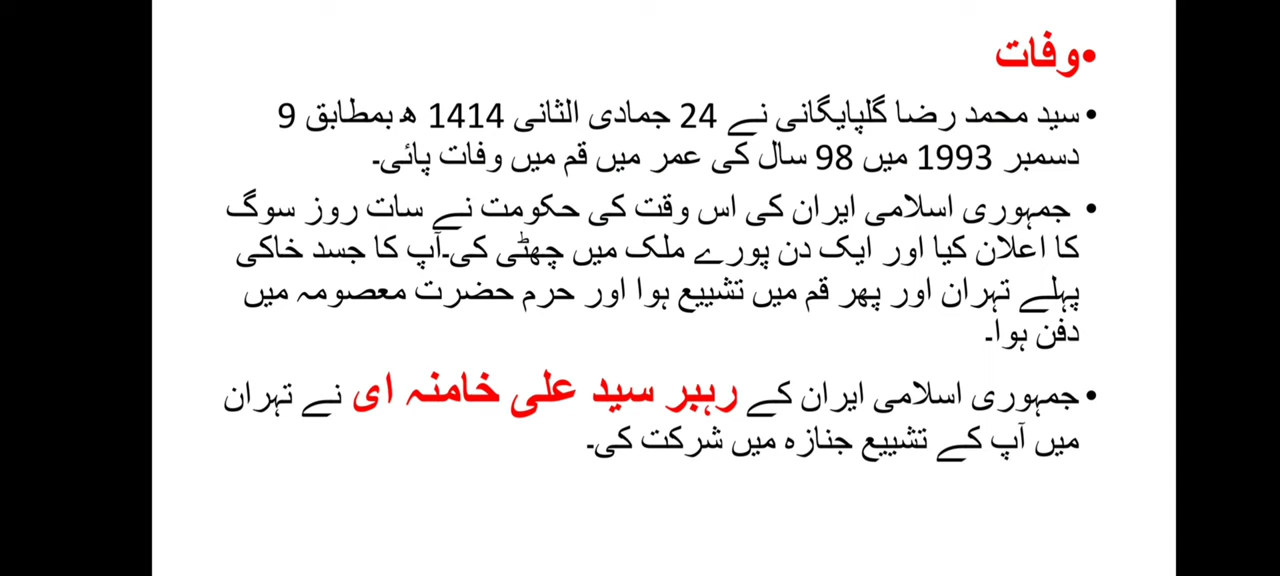 •وفات
• سید محمد رضا گلپایگانی نے 24 جمادی الثانی 1414 ھ بمطابق 9
دسمبر 1993 میں 98 سال کی عمر میں قم میں وفات پائی۔
• جمہوری اسلامی ایران کی اس وقت کی حکومت نے سات روز سوگ
کا اعلان کیا اور ایک دن پورے ملک میں چھٹی کی۔آپ کا جسد خاکی
پہلے تہران اور پھر قم میں تشییع ہوا اور حرم حضرت معصومہ میں
دفن ہوا۔
• جمہوری اسلامی ایران کے رہبر سید علی خامنہ ای نے تہران
میں آپ کے تشییع جنازہ میں شرکت کی۔